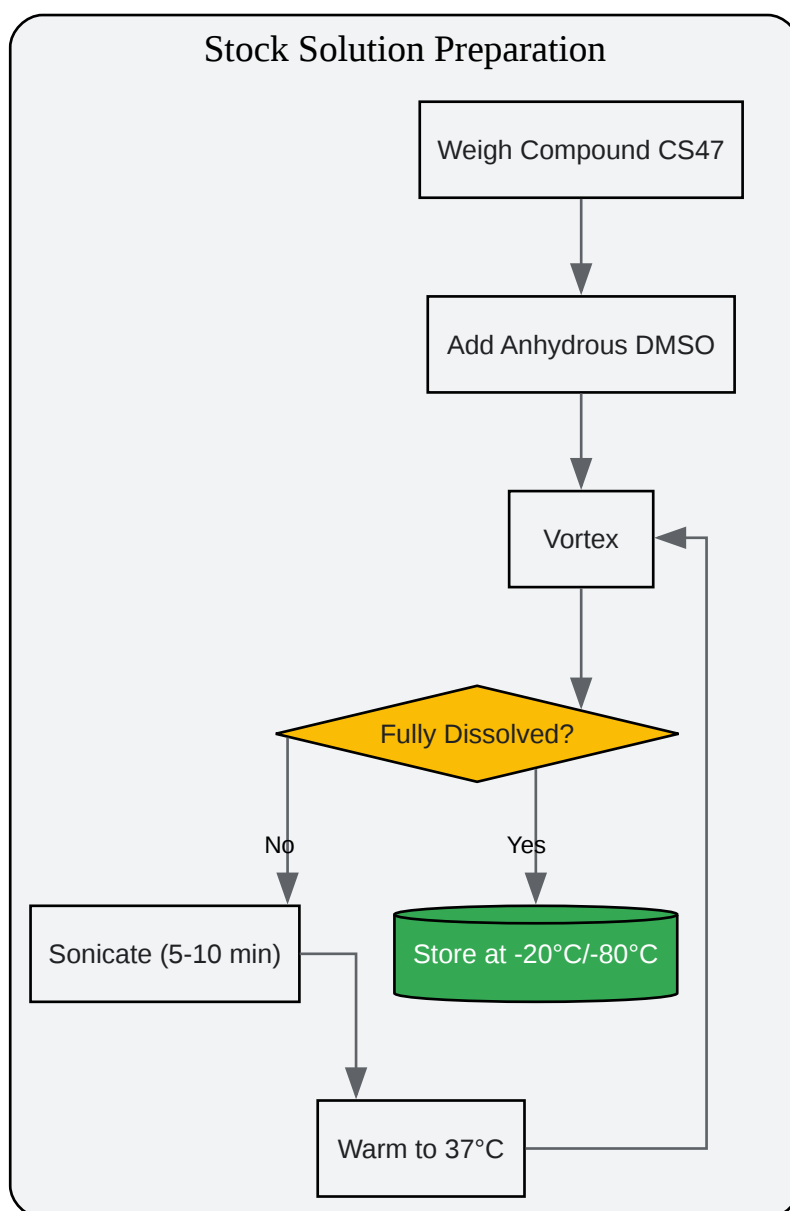 Stock Solution Preparation
Weigh Compound CS47
Add Anhydrous DMSO
Vortex
Fully Dissolved?
No
Yes
Sonicate (5-10 min)
Store at -20°C/-80°C
Warm to 37°C